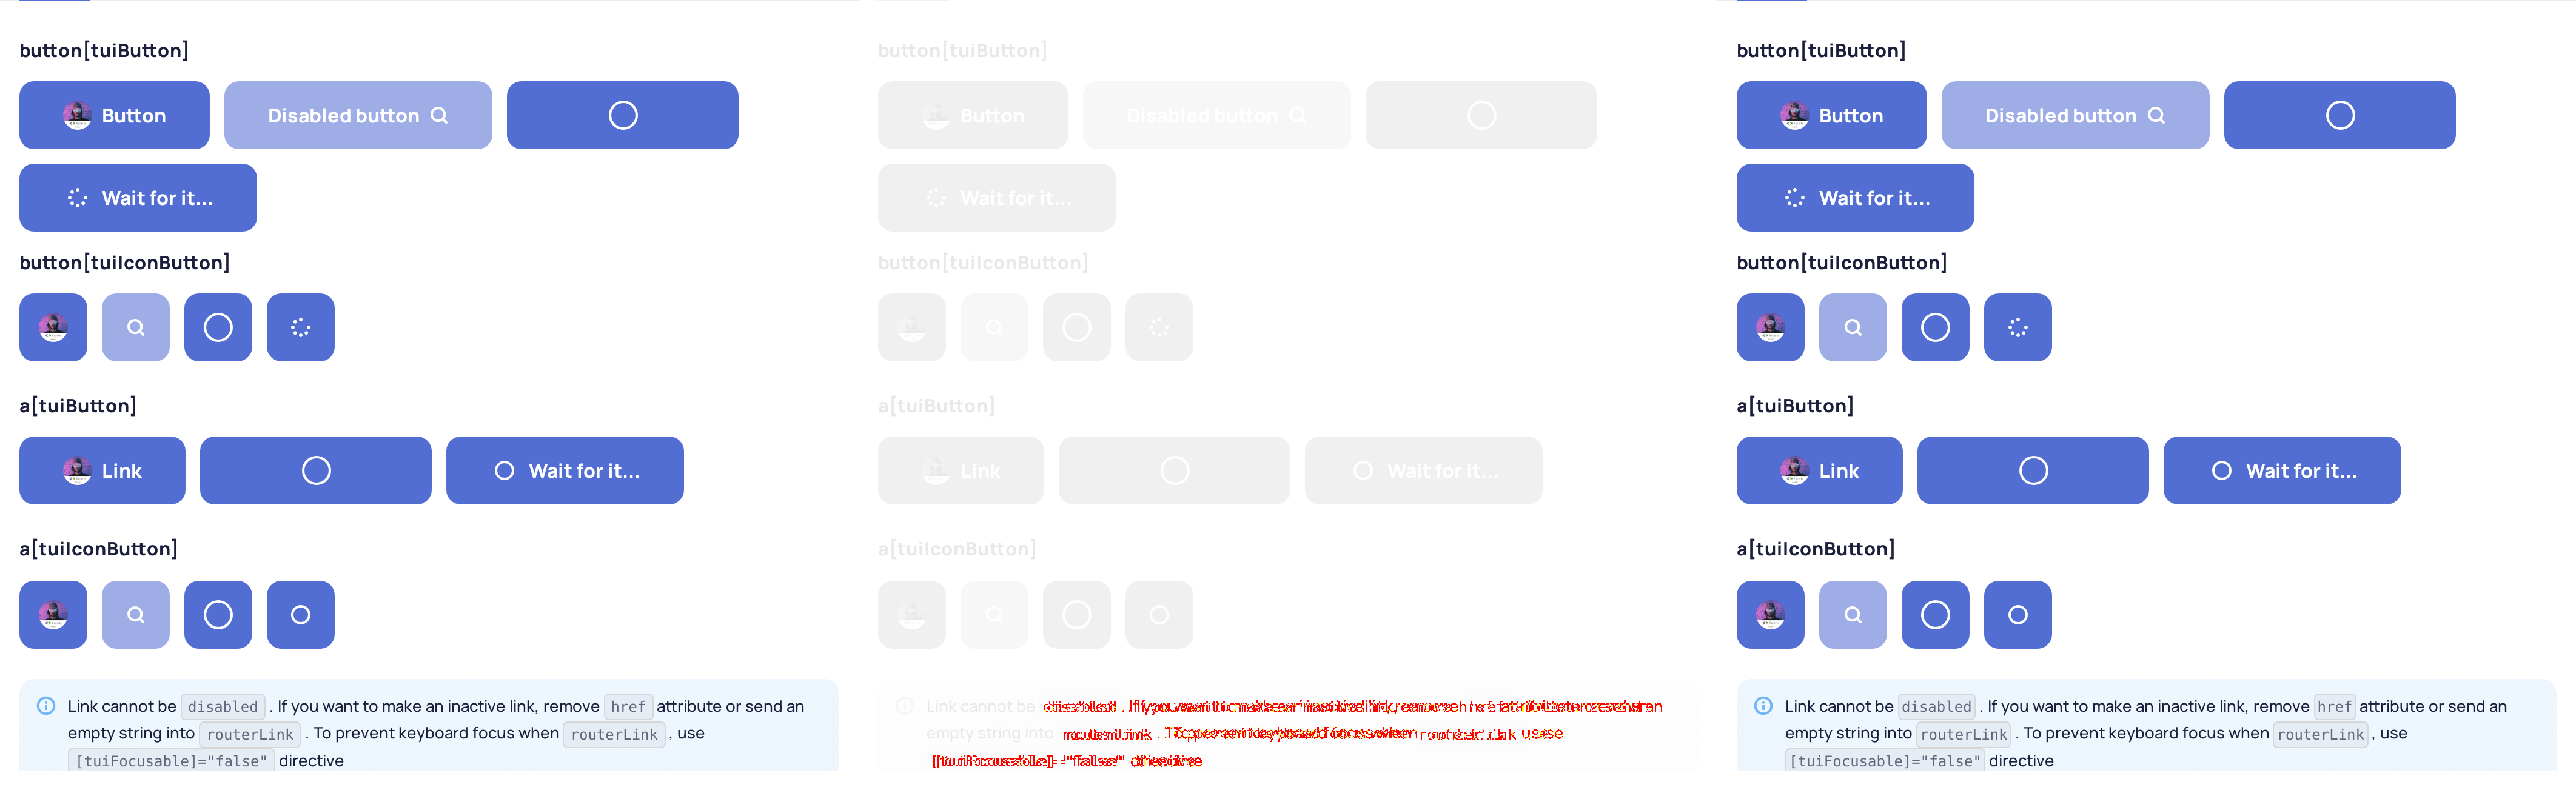 button[tuiButton]
Button
Disabled button
Wait for it...
button[tuiIconButton]
a[tuiButton]
Link
Wait for it...
a[tuiIconButton]
Link cannot be disabled . If you want to make an inactive link, remove href attribute or send an
empty string into routerLink . To prevent keyboard focus when routerLink , use
[tuiFocusable]="false" directive
button[tuiButton]
Button
Disabled button
Wait for it...
button[tuiIconButton]
a[tuiButton]
Link
Wait for it...
a[tuiIconButton]
Link cannot be
empty string into
button[tuiButton]
Button
Disabled button
Wait for it...
button[tuiIconButton]
a[tuiButton]
Link
Wait for it...
a[tuiIconButton]
Link cannot be disabled . If you want to make an inactive link, remove href attribute or send an
empty string into routerLink . To prevent keyboard focus when routerLink , use
[tuiFocusable]="false" directive